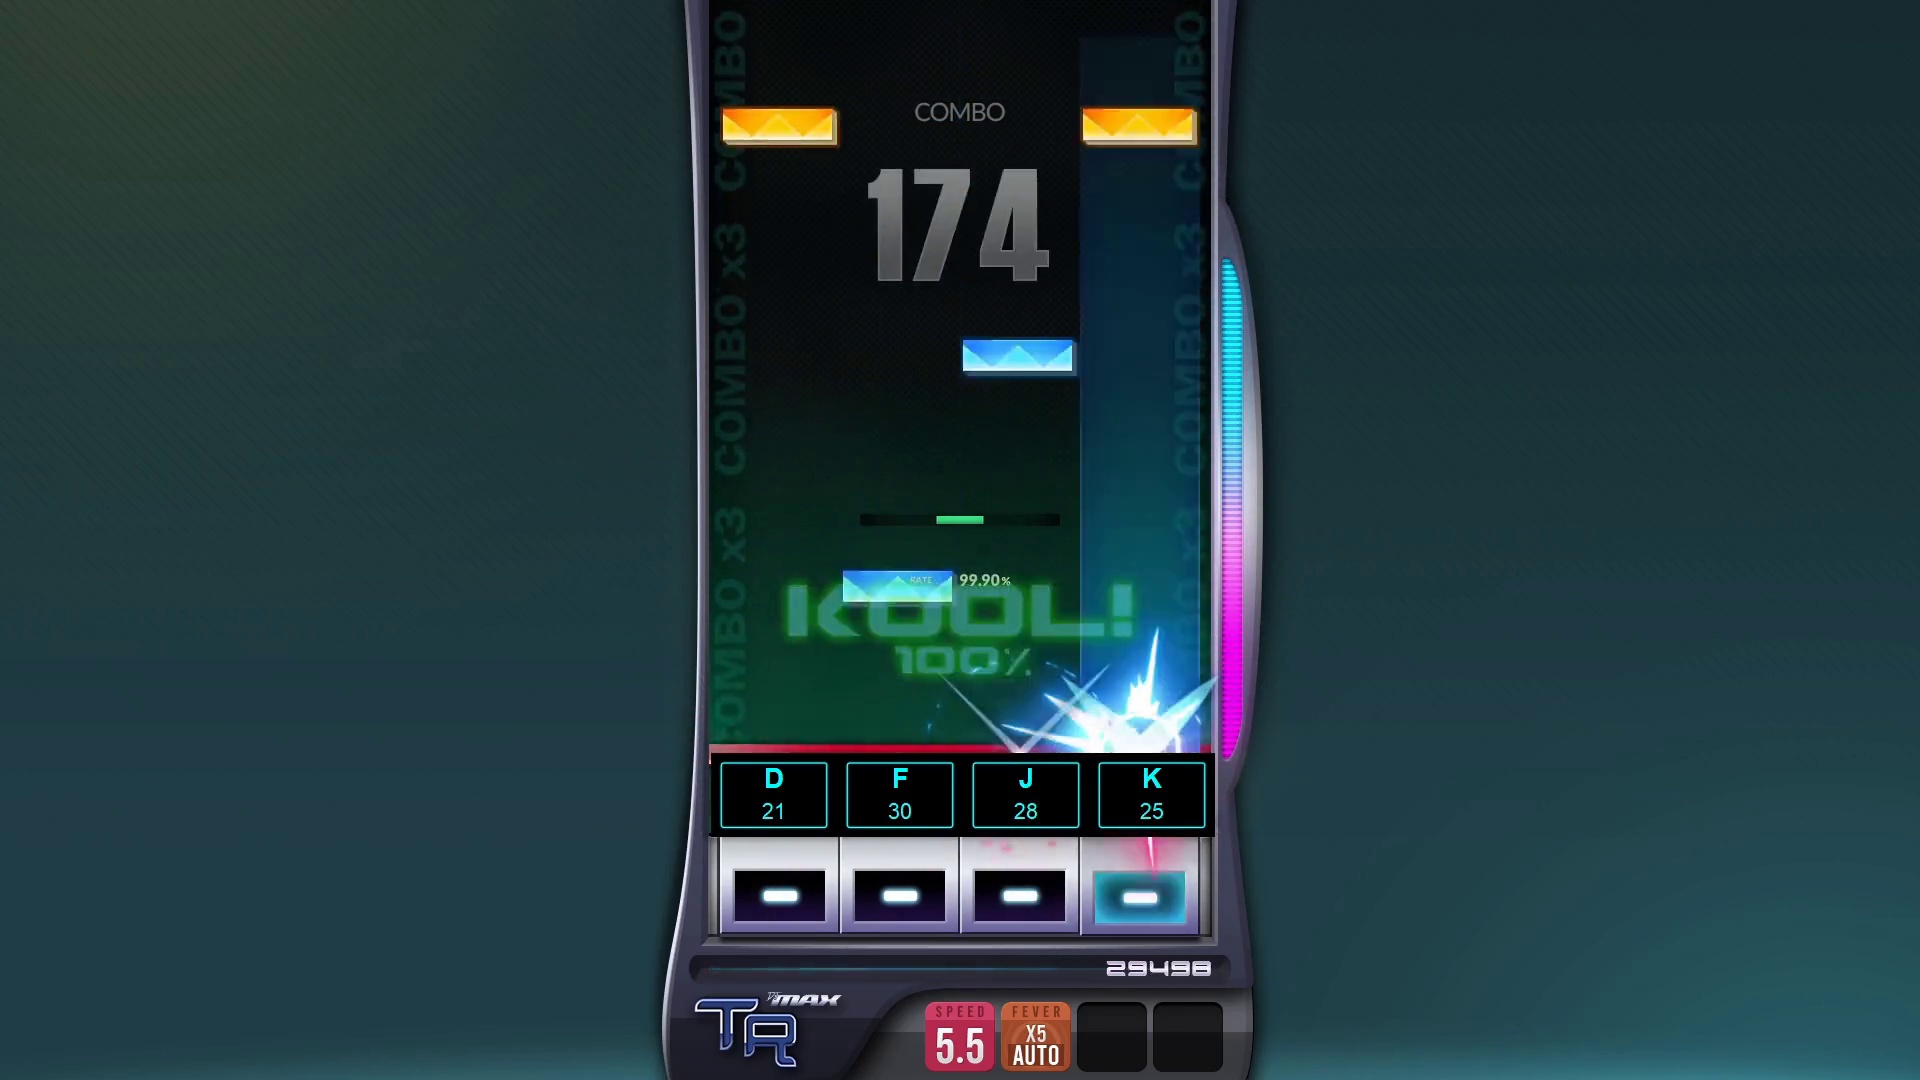 COMBO
174
COMBO x3 COMBO x3 COMBO
COMBO x3 COMBO x3 COMBO
RATE 99.90%
KOOL!
100%
D F J K
21 30 28 25
29498
DJMAX
TR
SPEED FEVER
5.5 X5
AUTO